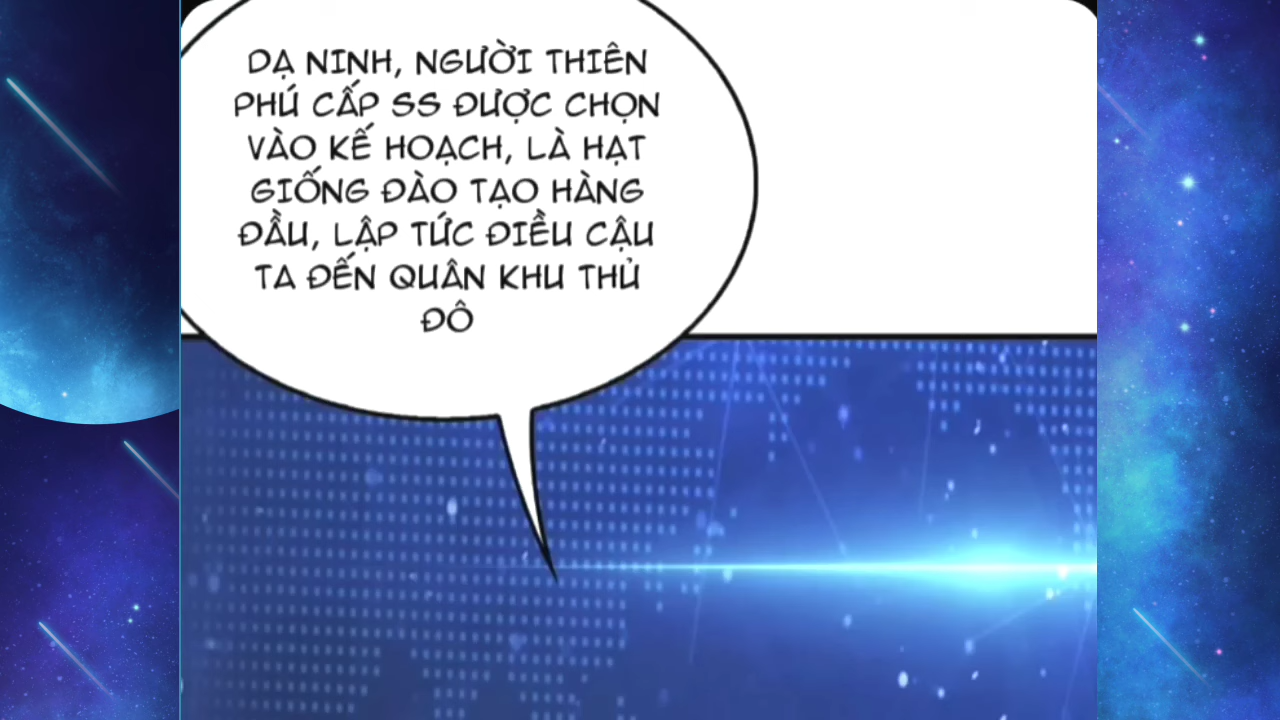 DẠ NINH, NGƯỜI THIÊN
PHÚ CẤP SS ĐƯỢC CHỌN
VÀO KẾ HOẠCH, LÀ HẠT
GIỐNG ĐÀO TẠO HÀNG
ĐẦU, LẬP TỨC ĐIỀU CẬU
TA ĐẾN QUÂN KHU THỦ
ĐÔ